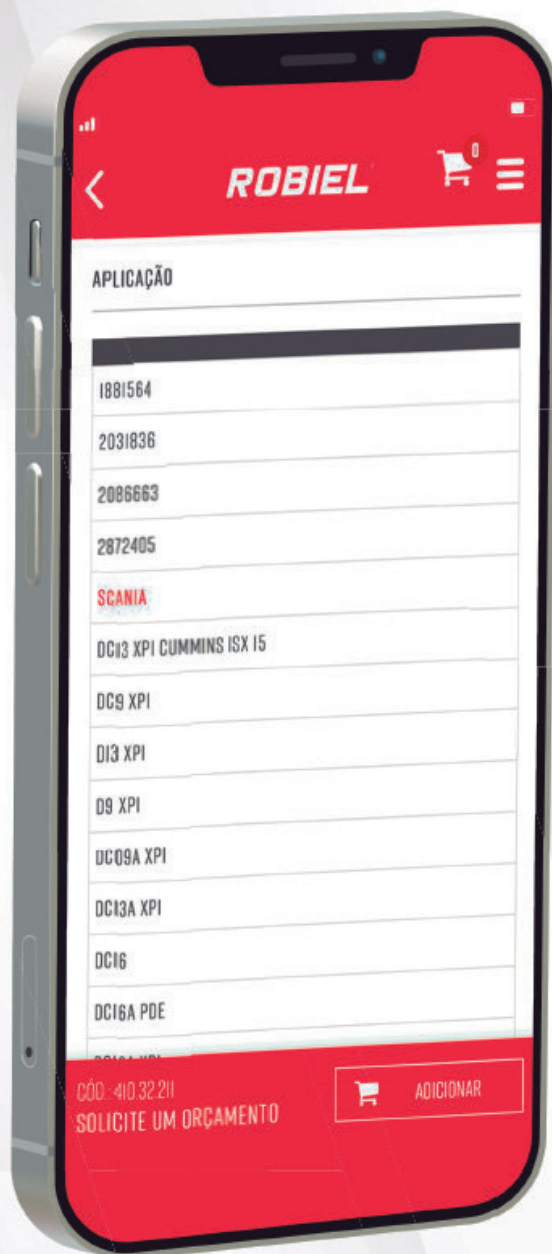 ROBIEL
0
APLICAÇÃO
1881564
2031836
2086663
2872405
SCANIA
DC13 XPI CUMMINS ISX 15
DC9 XPI
D13 XPI
D9 XPI
DC09A XPI
DC13A XPI
DC16
DC16A PDE
CÓD.: 410.32.211
SOLICITE UM ORÇAMENTO
ADICIONAR